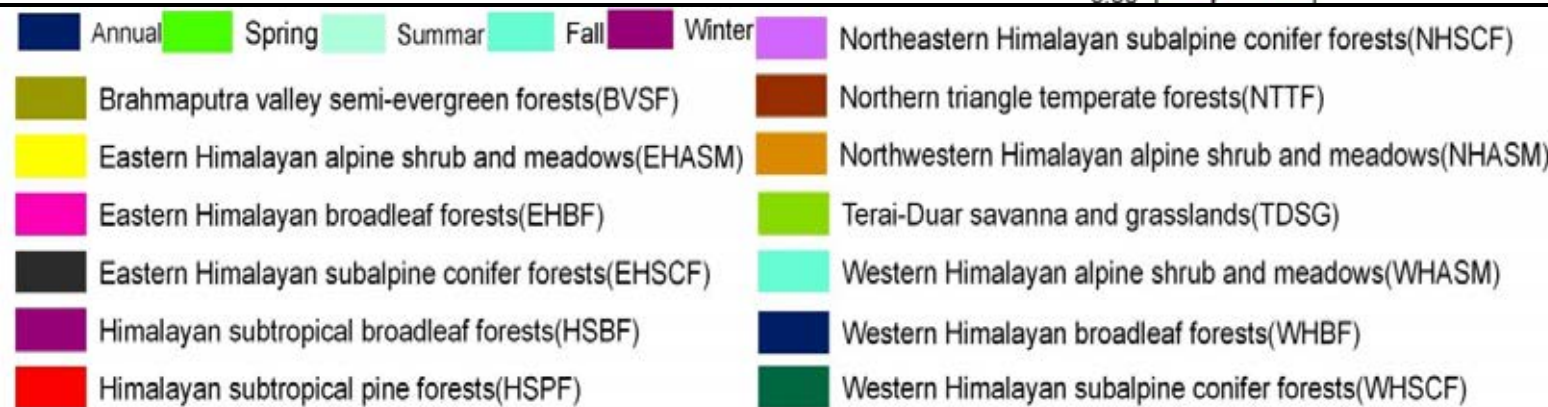 Annual Spring Summar Fall Winter
Brahmaputra valley semi-evergreen forests(BVSF)
Eastern Himalayan alpine shrub and meadows(EHASM)
Eastern Himalayan broadleaf forests(EHBF)
Eastern Himalayan subalpine conifer forests(EHSCF)
Himalayan subtropical broadleaf forests(HSBF)
Himalayan subtropical pine forests(HSPF)
Northeastern Himalayan subalpine conifer forests(NHSCF)
Northern triangle temperate forests(NTTF)
Northwestern Himalayan alpine shrub and meadows(NHASM)
Terai-Duar savanna and grasslands(TDSG)
Western Himalayan alpine shrub and meadows(WHASM)
Western Himalayan broadleaf forests(WHBF)
Western Himalayan subalpine conifer forests(WHSCF)